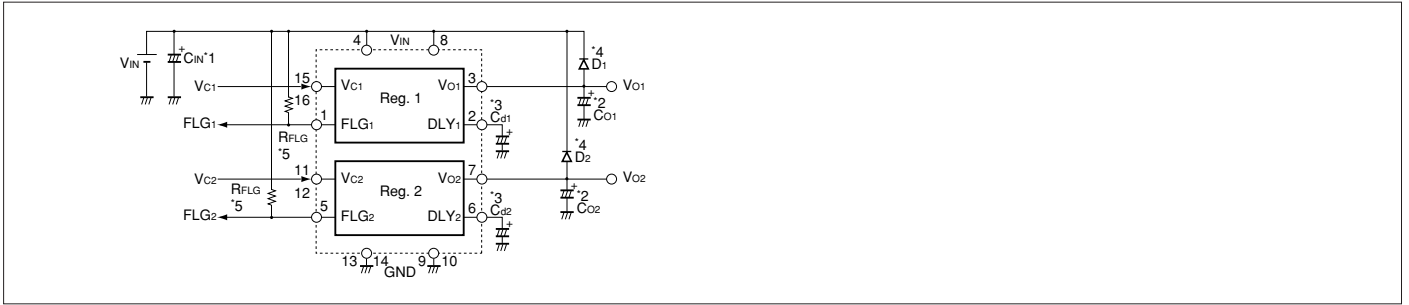 4 VIN 8
VIN + CIN*1
*4
D1
VC1 15 VC1 VO1 3 VO1
16 Reg. 1 *3 + *2
Cd1 CO1
FLG1 1 FLG1 DLY1 2 +
RFLG
*5
*4
D2
VC2 11 VC2 VO2 7 VO2
12 Reg. 2 *3 + *2
RFLG Cd2 CO2
*5
FLG2 5 FLG2 DLY2 6 +
13 14 9 10
GND